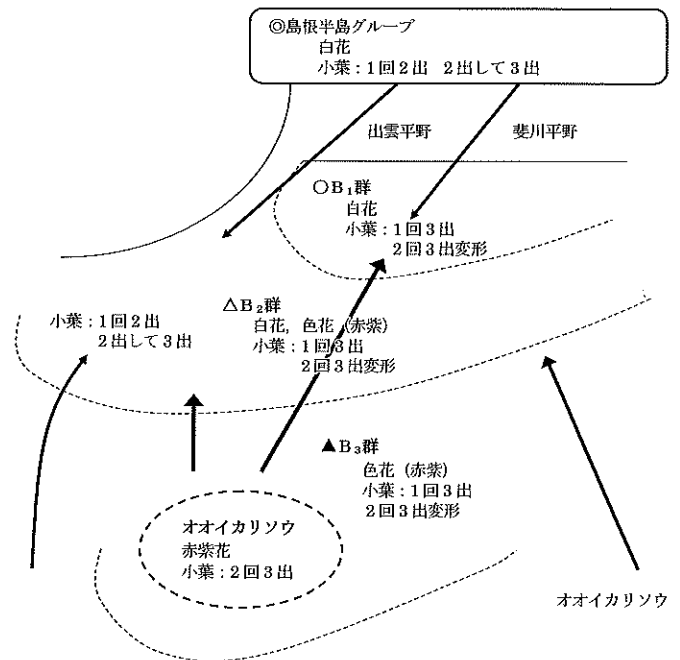 ◎島根半島グループ
白花
小葉：1回2出 2出して3出
出雲平野
斐川平野
○B₁群
白花
小葉：1回3出
2回3出変形
小葉：1回2出
2出して3出
△B₂群
白花，色花（赤紫）
小葉：1回3出
2回3出変形
▲B₃群
色花（赤紫）
小葉：1回3出
2回3出変形
オオイカリソウ
赤紫花
小葉：2回3出
オオイカリソウ